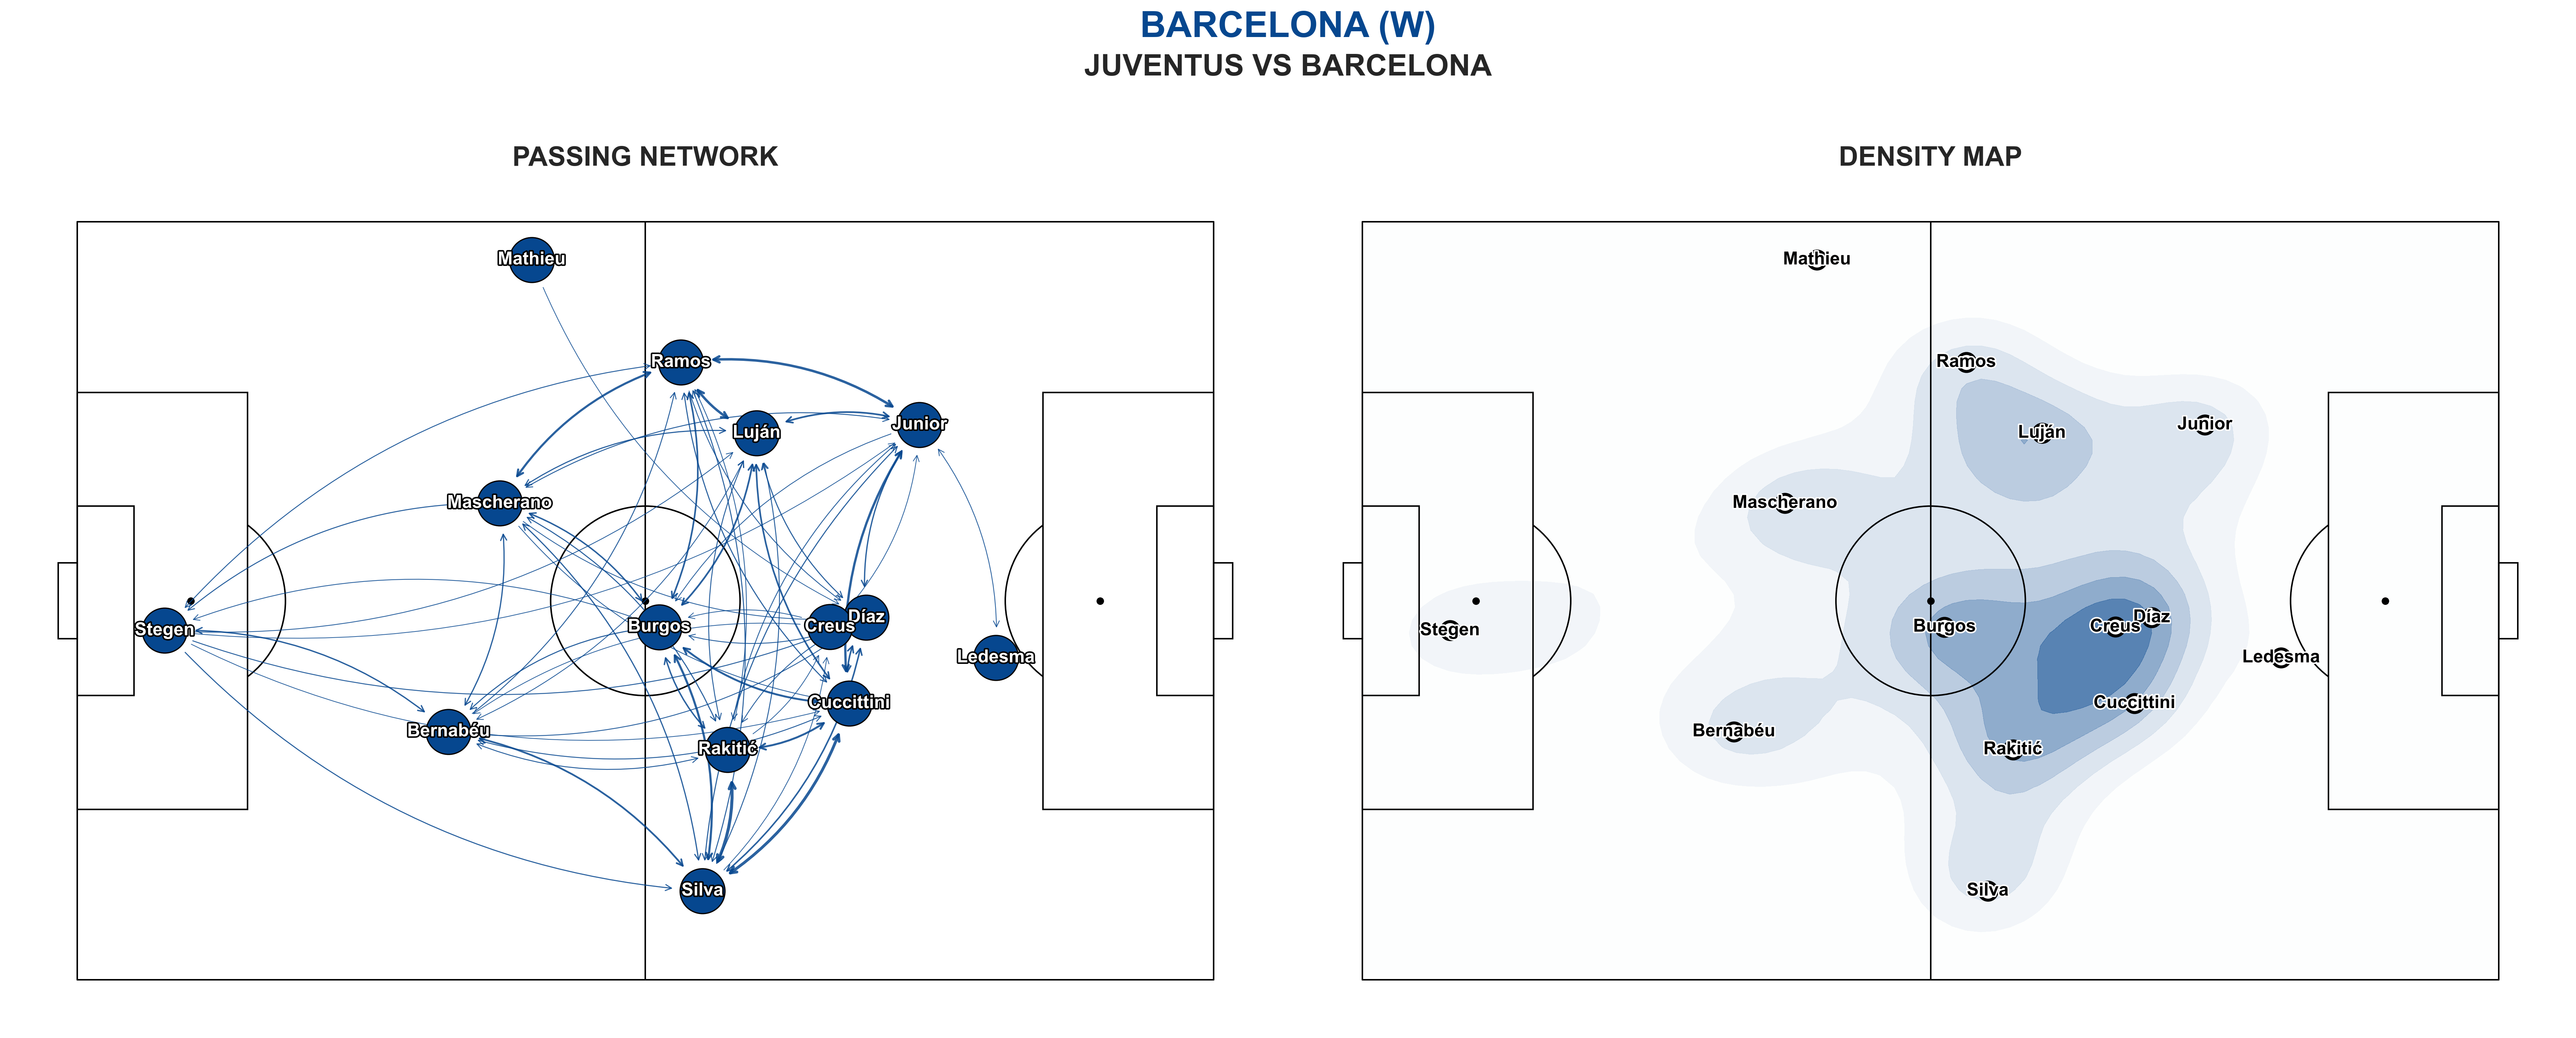 BARCELONA (W)
JUVENTUS VS BARCELONA
PASSING NETWORK
Mathieu
Ramos
Junior
Luján
Mascherano
Díaz
Burgos
Creus
Stegen
Ledesma
Cuccittini
Bernabéu
Rakitić
Silva
DENSITY MAP
Mathieu
Ramos
Junior
Luján
Mascherano
Díaz
Burgos
Creus
Stegen
Ledesma
Cuccittini
Bernabéu
Rakitić
Silva